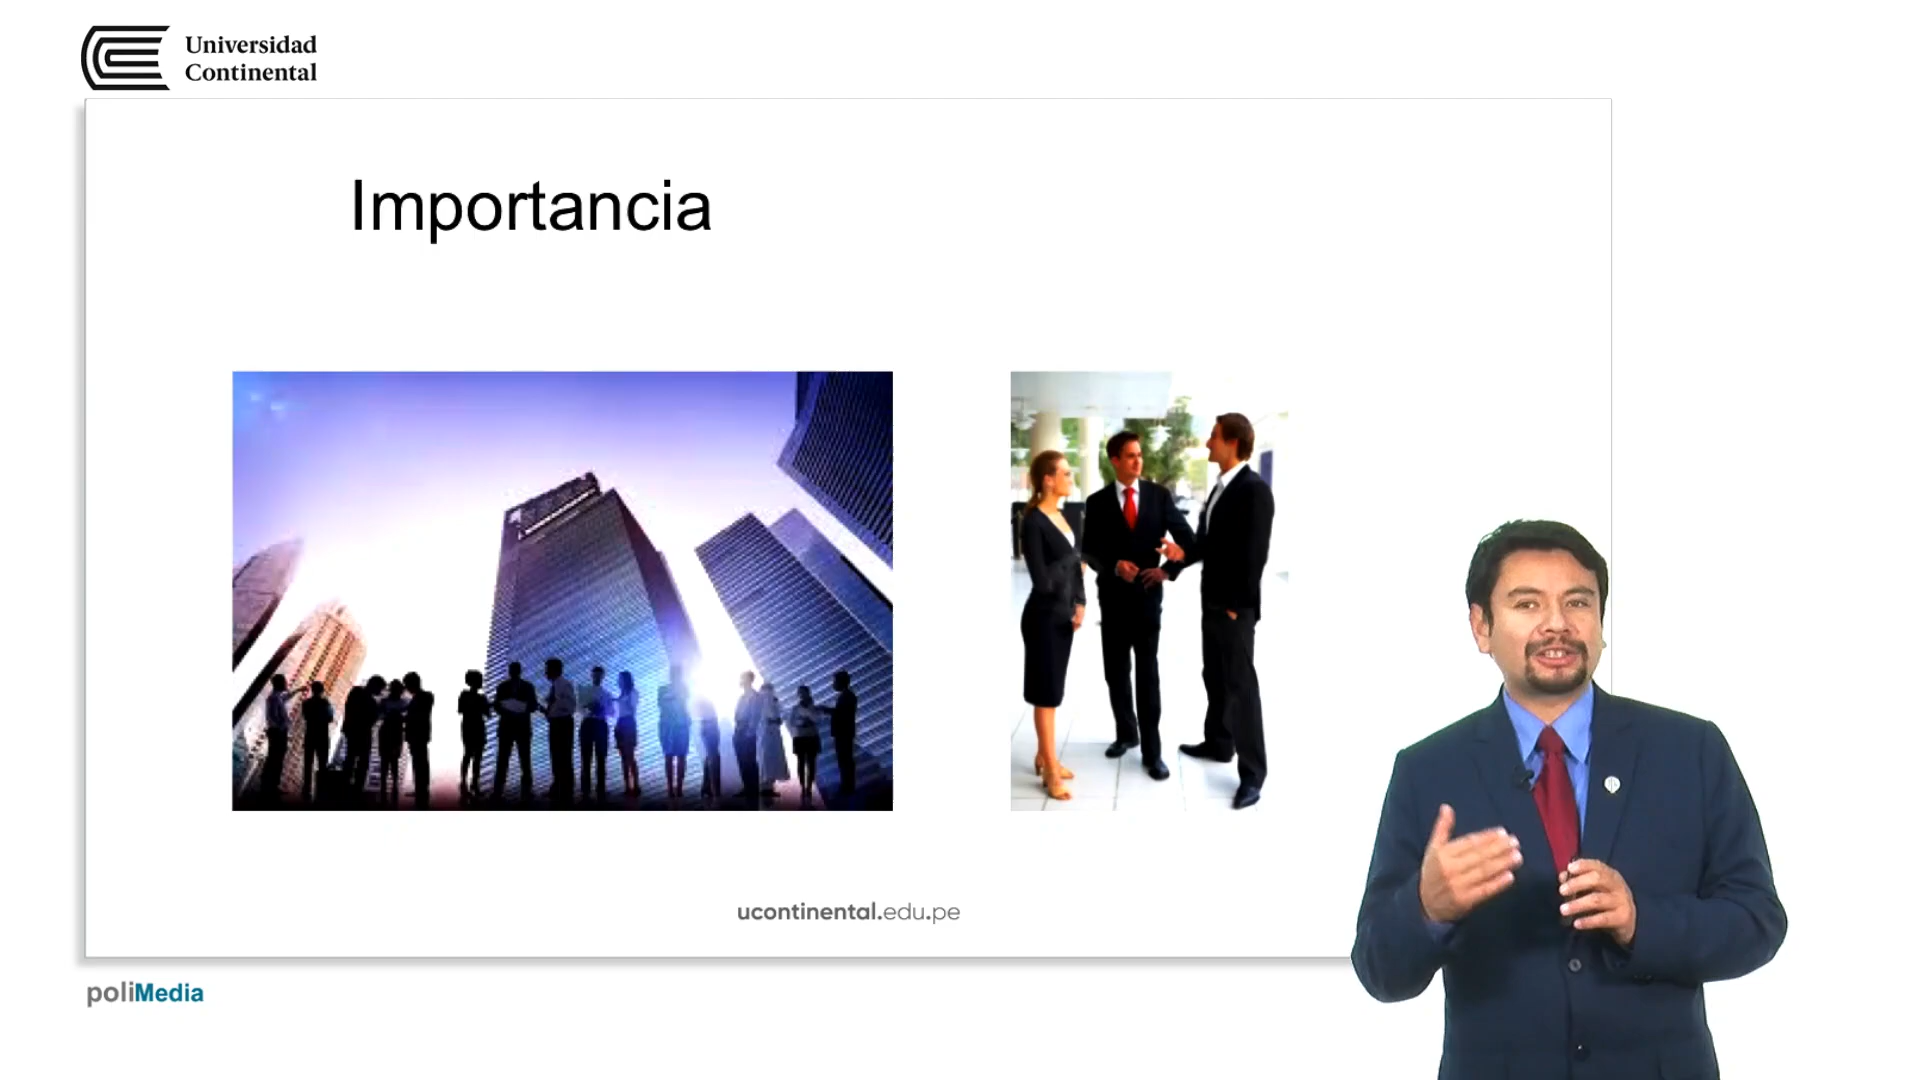 Universidad
Continental
Importancia
ucontinental.edu.pe
poliMedia